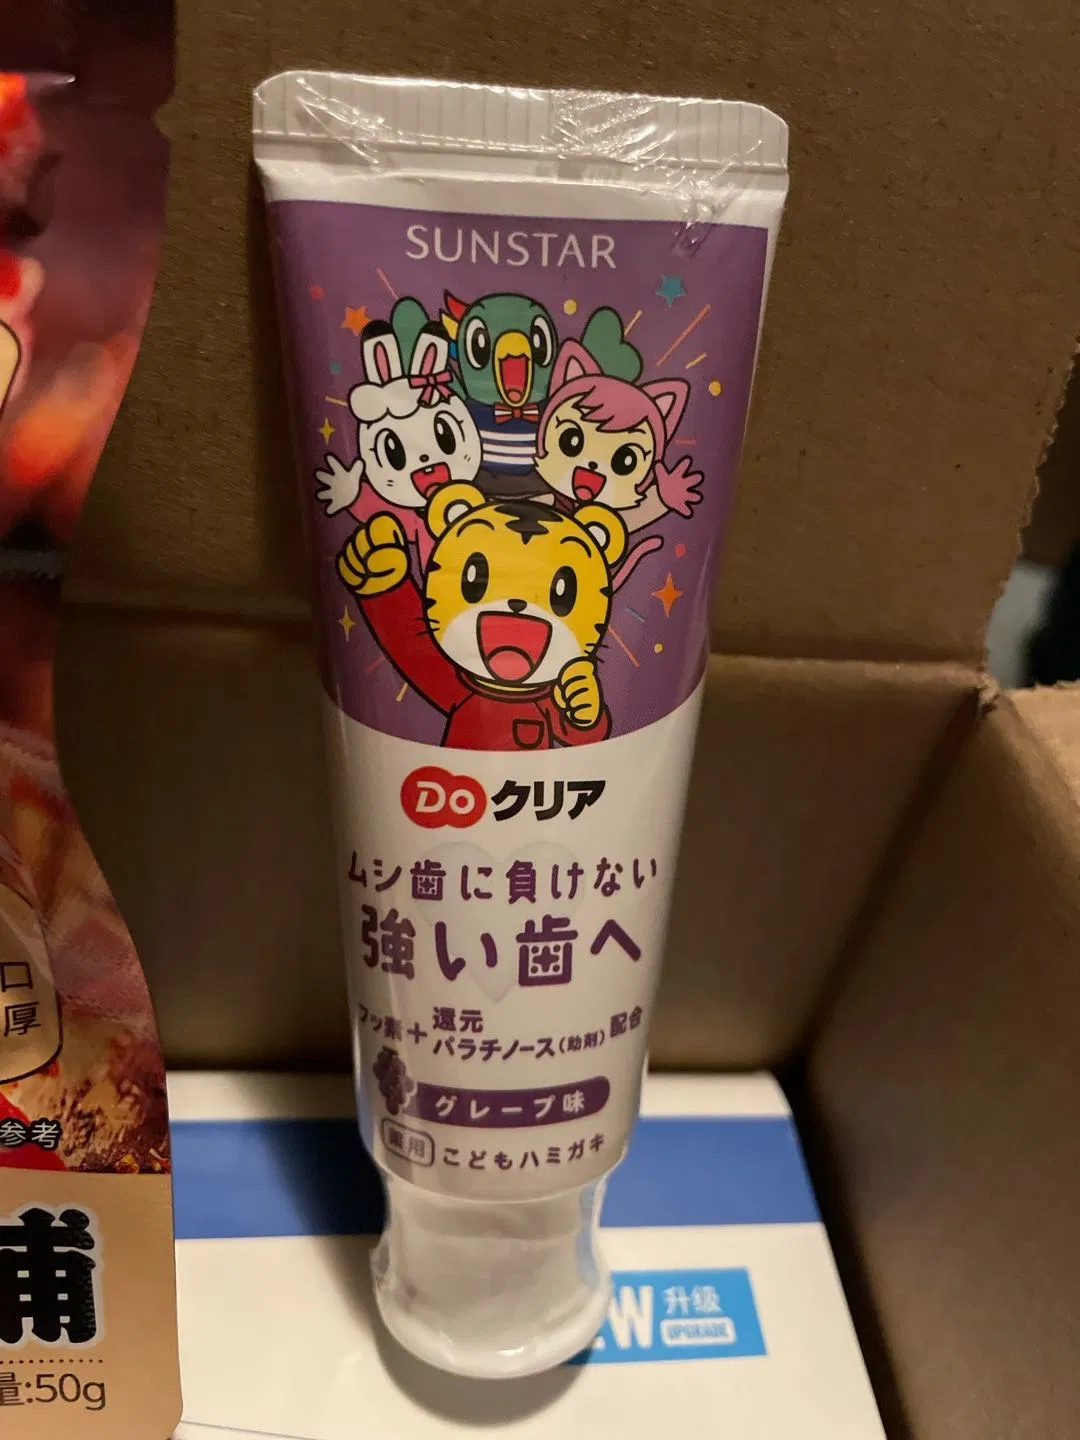 SUNSTAR
Do クリア
ムシ歯に負けない
強い歯へ
フッ素+還元パラチノース(助剤)配合
グレープ味
薬用 こどもハミガキ
口
厚
参考
量:50g
升级
UPGRADE